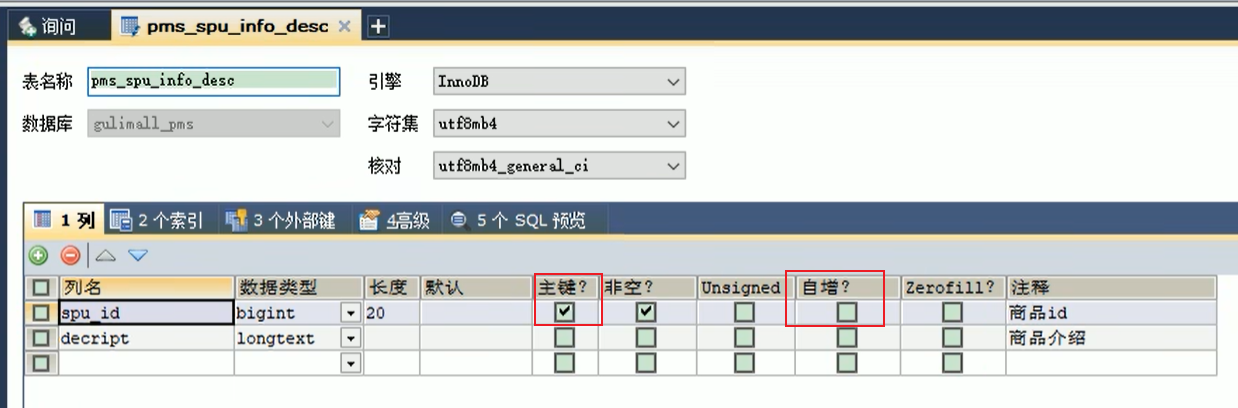 询问 pms_spu_info_desc
表名称 pms_spu_info_desc 引擎 InnoDB
数据库 gulimall_pms 字符集 utf8mb4
核对 utf8mb4_general_ci
1 列 2 个索引 3 个外部键 4高级 5 个 SQL 预览
列名 数据类型 长度 默认 主键? 非空? Unsigned 自增? Zerofill? 注释
spu_id bigint 20 商品id
decript longtext 商品介绍